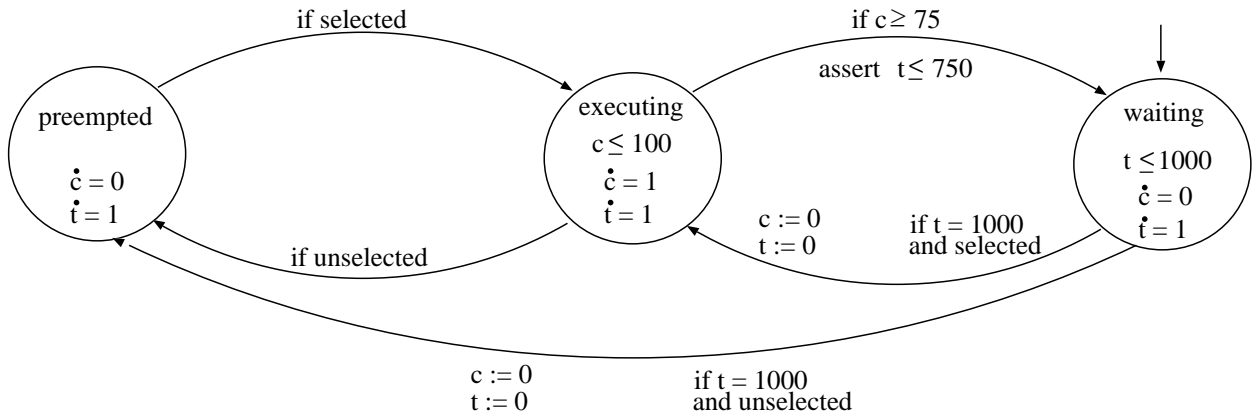 if selected
if c ≥ 75
assert t ≤ 750
preempted
ċ = 0
ṫ = 1
executing
c ≤ 100
ċ = 1
ṫ = 1
waiting
t ≤ 1000
ċ = 0
ṫ = 1
if unselected
c := 0
t := 0
if t = 1000
and selected
c := 0
t := 0
if t = 1000
and unselected